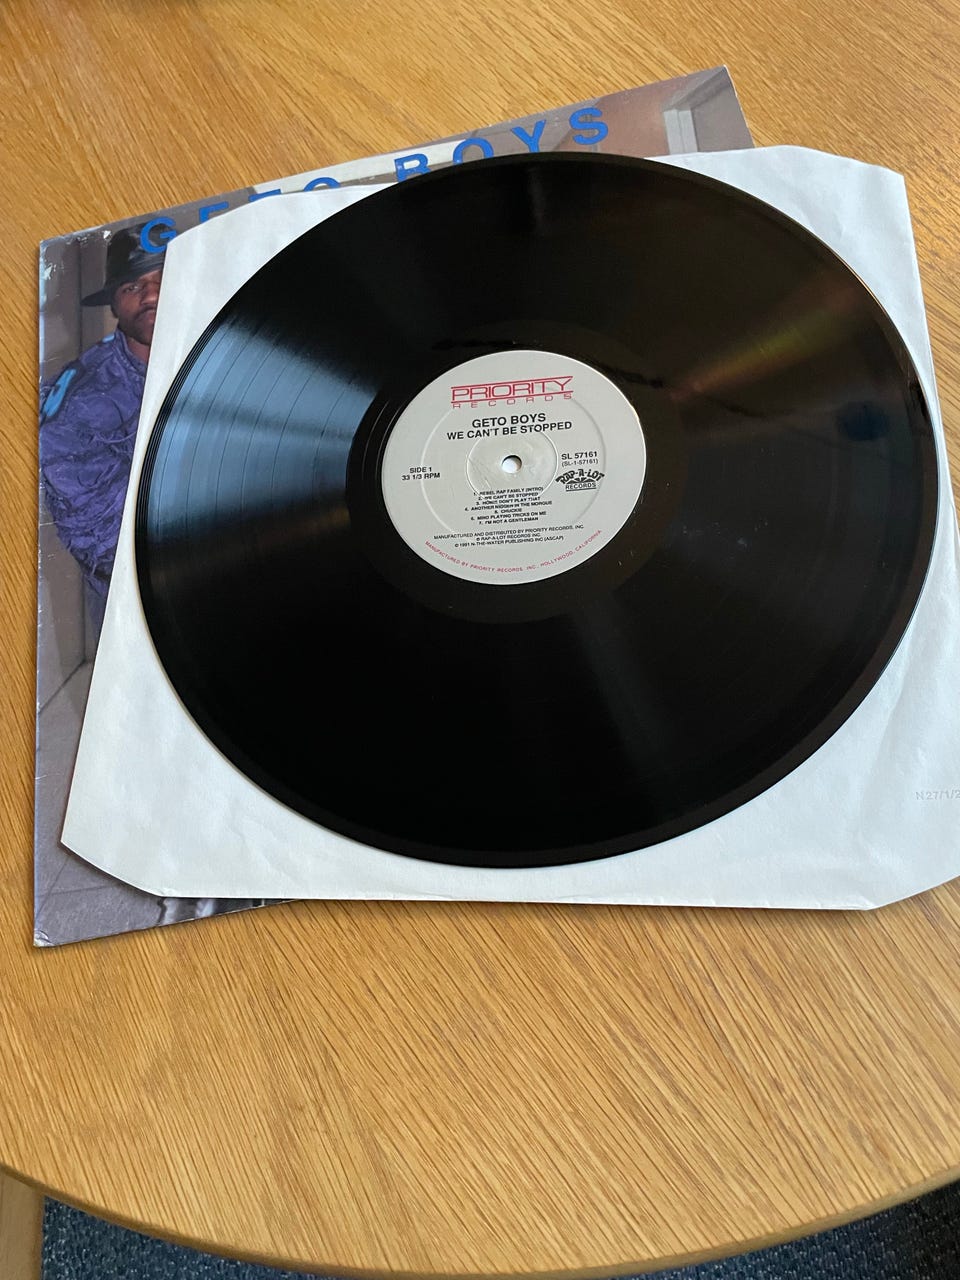 GETO BOYS
PRIORITY
RECORDS
GETO BOYS
WE CAN'T BE STOPPED
SIDE 1
33 1/3 RPM
SL 57161
(SL-1-57161)
RAP-A-LOT
RECORDS
1. REBEL RAP FAMILY (INTRO)
2. WE CAN'T BE STOPPED
3. HOMIE DON'T PLAY THAT
4. ANOTHER NIGGER IN THE MORGUE
5. CHUCKIE
6. MIND PLAYING TRICKS ON ME
7. I'M NOT A GENTLEMAN
MANUFACTURED AND DISTRIBUTED BY PRIORITY RECORDS, INC.
℗ RAP-A-LOT RECORDS INC.
© 1991 N-THE-WATER PUBLISHING INC (ASCAP)
MANUFACTURED BY PRIORITY RECORDS, INC., HOLLYWOOD, CALIFORNIA
N27/1/2